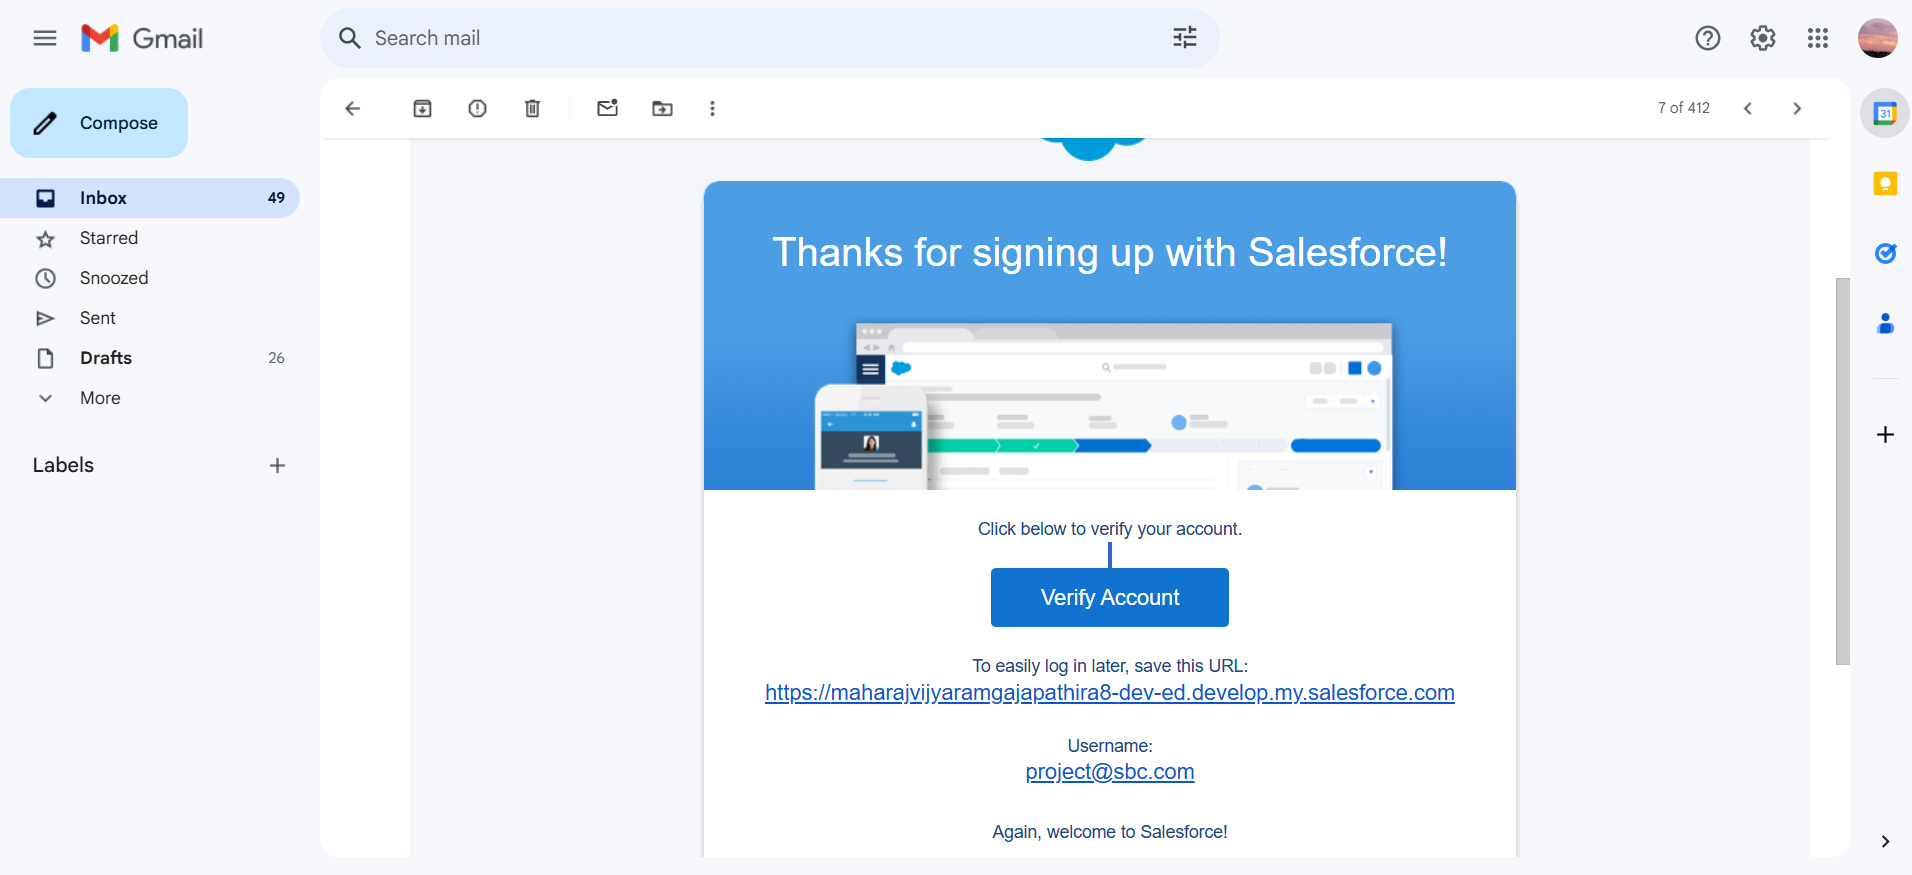 Gmail
Search mail
Compose
7 of 412
31
Inbox 49
Starred
Snoozed
Sent
Drafts 26
More
Labels
Thanks for signing up with Salesforce!
Click below to verify your account.
Verify Account
To easily log in later, save this URL:
https://maharajvijyaramgajapathira8-dev-ed.develop.my.salesforce.com
Username:
project@sbc.com
Again, welcome to Salesforce!